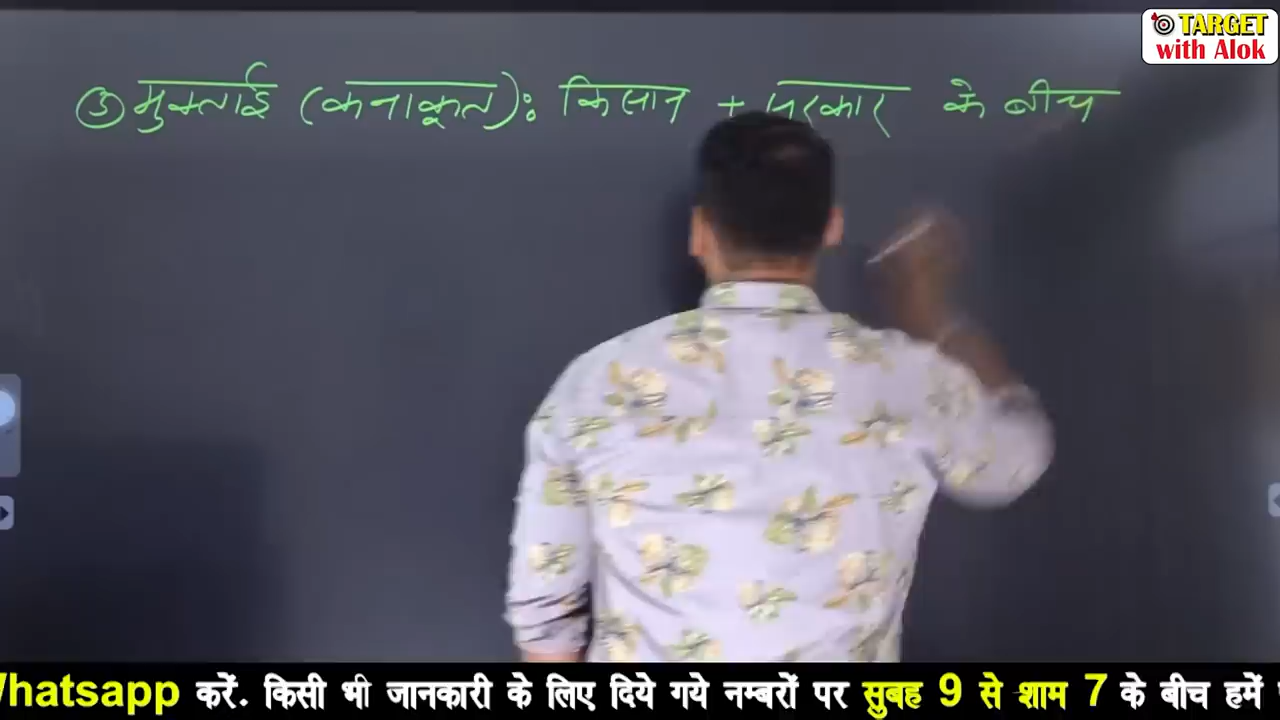 TARGET
with Alok
③ मुक्ताई (कनाकूत): किसान + सरकार के बीच
Whatsapp करें. किसी भी जानकारी के लिए दिये गये नम्बरों पर सुबह 9 से शाम 7 के बीच हमें